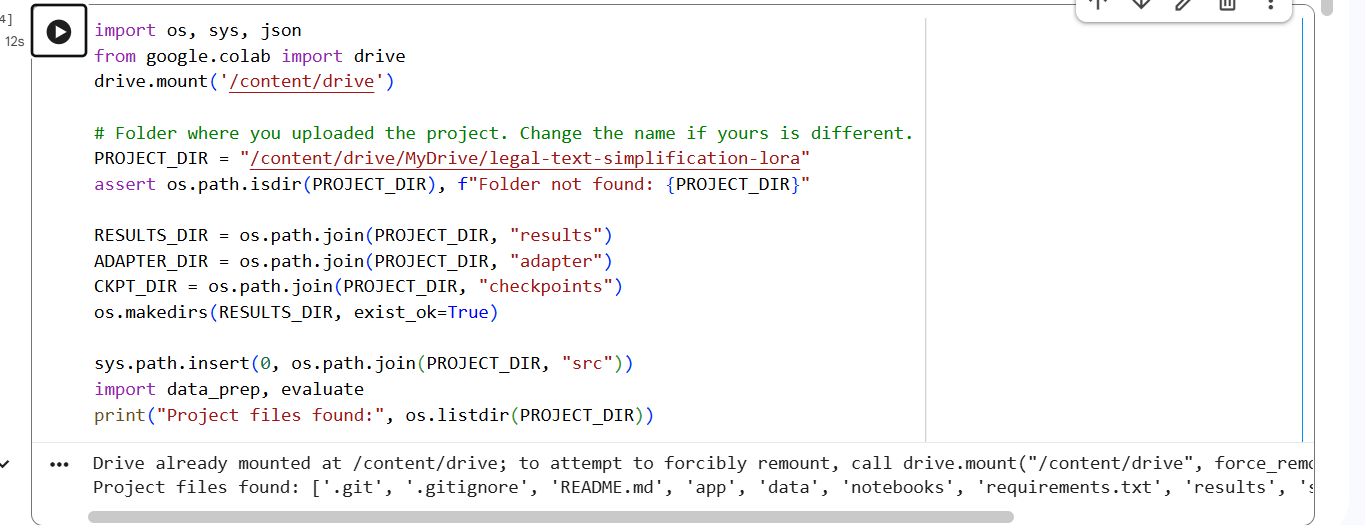 4]
12s
import os, sys, json
from google.colab import drive
drive.mount('/content/drive')
# Folder where you uploaded the project. Change the name if yours is different.
PROJECT_DIR = "/content/drive/MyDrive/legal-text-simplification-lora"
assert os.path.isdir(PROJECT_DIR), f"Folder not found: {PROJECT_DIR}"
RESULTS_DIR = os.path.join(PROJECT_DIR, "results")
ADAPTER_DIR = os.path.join(PROJECT_DIR, "adapter")
CKPT_DIR = os.path.join(PROJECT_DIR, "checkpoints")
os.makedirs(RESULTS_DIR, exist_ok=True)
sys.path.insert(0, os.path.join(PROJECT_DIR, "src"))
import data_prep, evaluate
print("Project files found:", os.listdir(PROJECT_DIR))
Drive already mounted at /content/drive; to attempt to forcibly remount, call drive.mount("/content/drive",
Project files found: ['.git', '.gitignore', 'README.md', 'app', 'data', 'notebooks', 'requirements.txt', 'results',